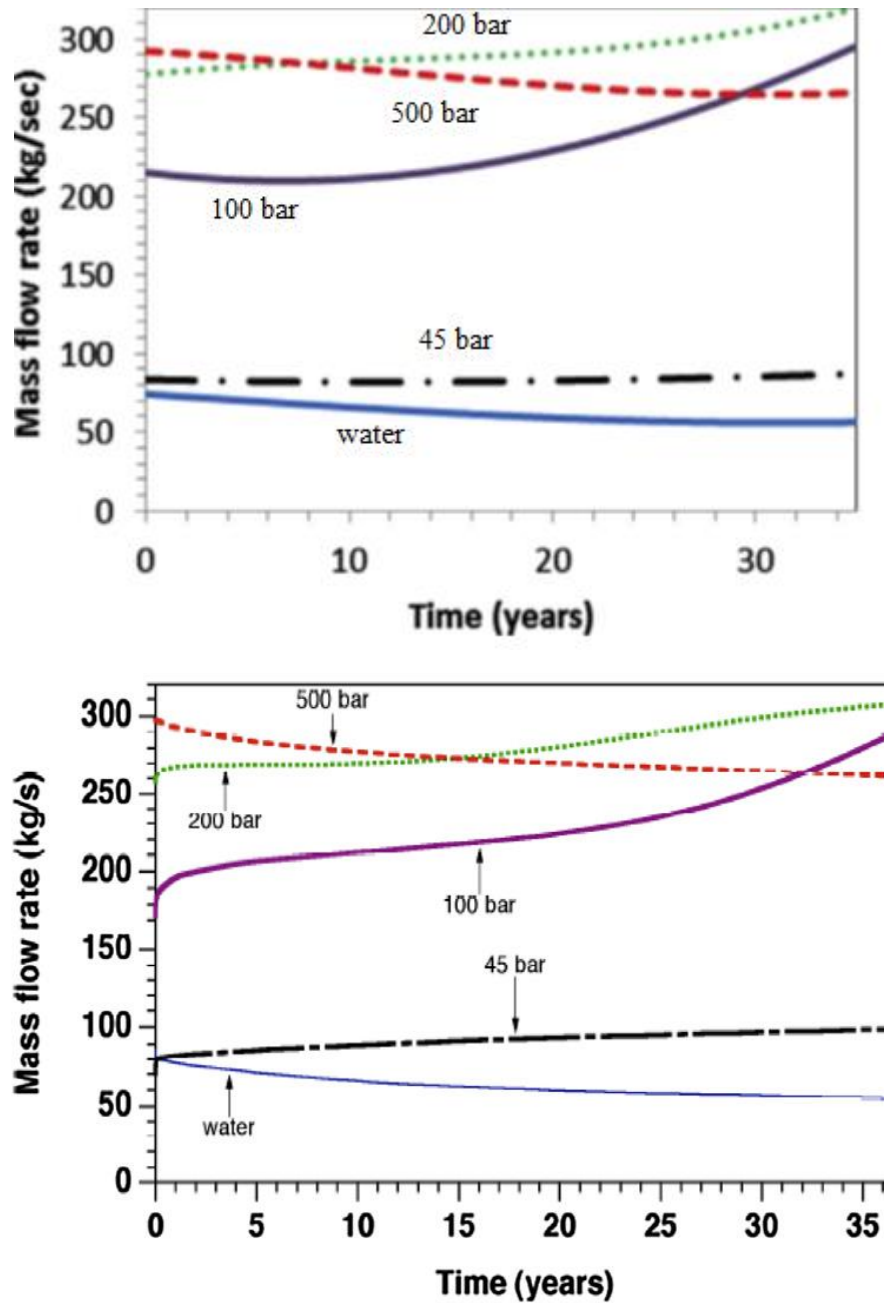 200 bar
300
250
500 bar
200
100 bar
150
45 bar
100
50
water
0
0 10 20 30
Mass flow rate (kg/sec)
Time (years)
500 bar
300
250
200 bar
200
100 bar
150
45 bar
100
50
water
0
0 5 10 15 20 25 30 35
Mass flow rate (kg/s)
Time (years)